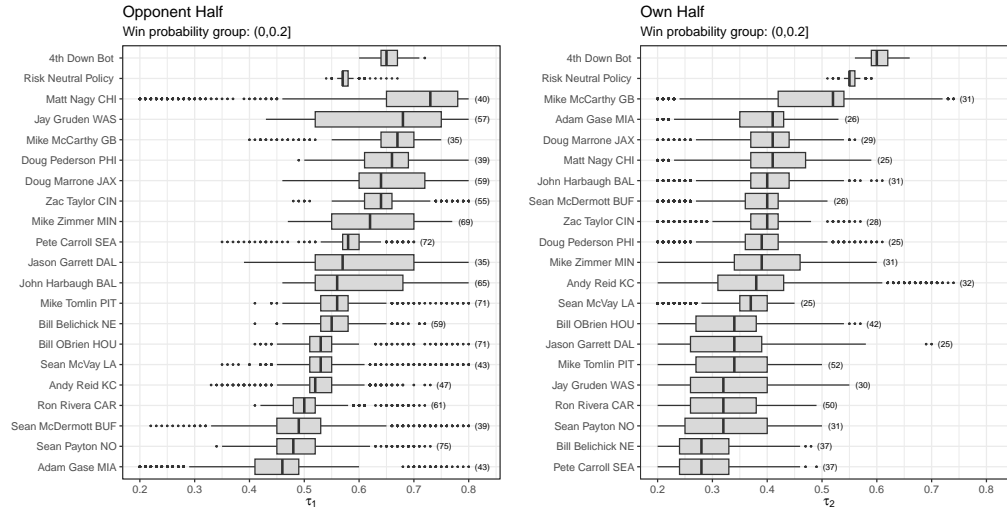 Opponent Half
Win probability group: (0,0.2]
4th Down Bot
Risk Neutral Policy
Matt Nagy CHI (40)
Jay Gruden WAS (57)
Mike McCarthy GB (35)
Doug Pederson PHI (39)
Doug Marrone JAX (59)
Zac Taylor CIN (55)
Mike Zimmer MIN (69)
Pete Carroll SEA (72)
Jason Garrett DAL (35)
John Harbaugh BAL (65)
Mike Tomlin PIT (71)
Bill Belichick NE (59)
Bill OBrien HOU (71)
Sean McVay LA (43)
Andy Reid KC (47)
Ron Rivera CAR (61)
Sean McDermott BUF (39)
Sean Payton NO (75)
Adam Gase MIA (43)
0.2 0.3 0.4 0.5 0.6 0.7 0.8
τ1
Own Half
Win probability group: (0,0.2]
4th Down Bot
Risk Neutral Policy
Mike McCarthy GB (31)
Adam Gase MIA (26)
Doug Marrone JAX (29)
Matt Nagy CHI (25)
John Harbaugh BAL (31)
Sean McDermott BUF (26)
Zac Taylor CIN (28)
Doug Pederson PHI (25)
Mike Zimmer MIN (31)
Andy Reid KC (32)
Sean McVay LA (25)
Bill OBrien HOU (42)
Jason Garrett DAL (25)
Mike Tomlin PIT (52)
Jay Gruden WAS (30)
Ron Rivera CAR (50)
Sean Payton NO (31)
Bill Belichick NE (37)
Pete Carroll SEA (37)
0.2 0.3 0.4 0.5 0.6 0.7 0.8
τ2